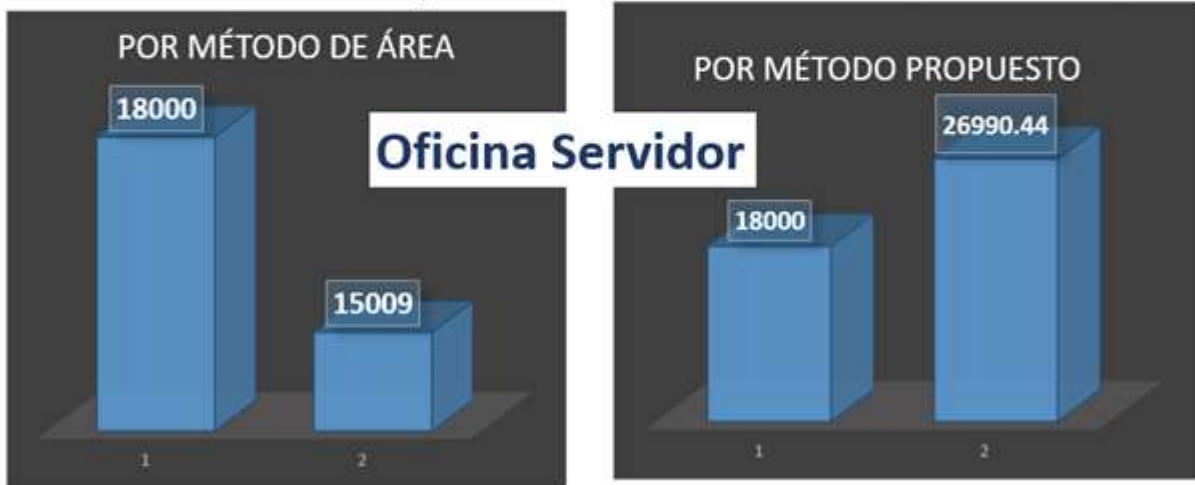 POR MÉTODO DE ÁREA
18000
15009
1
2
Oficina Servidor
POR MÉTODO PROPUESTO
26990.44
18000
1
2